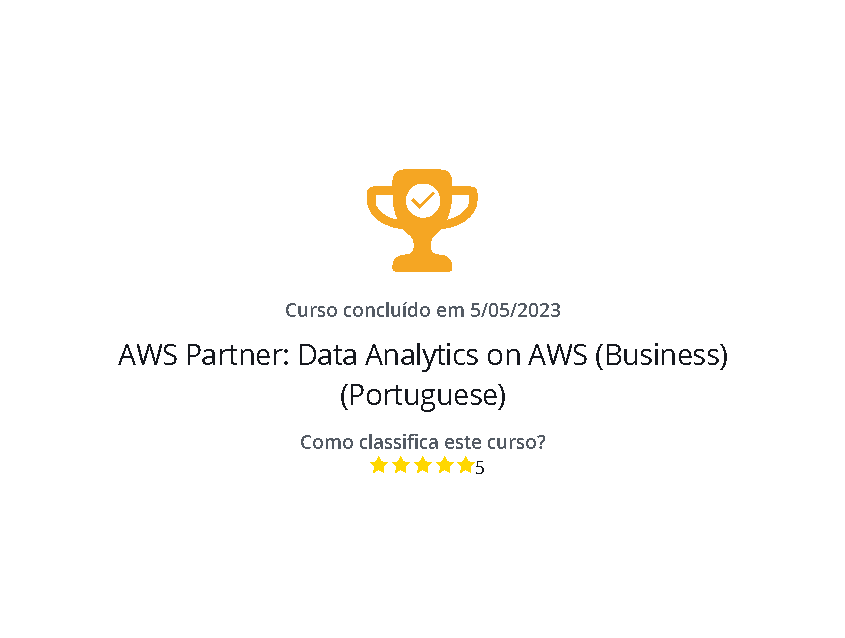 Curso concluído em 5/05/2023
AWS Partner: Data Analytics on AWS (Business)
(Portuguese)
Como classifica este curso?
5